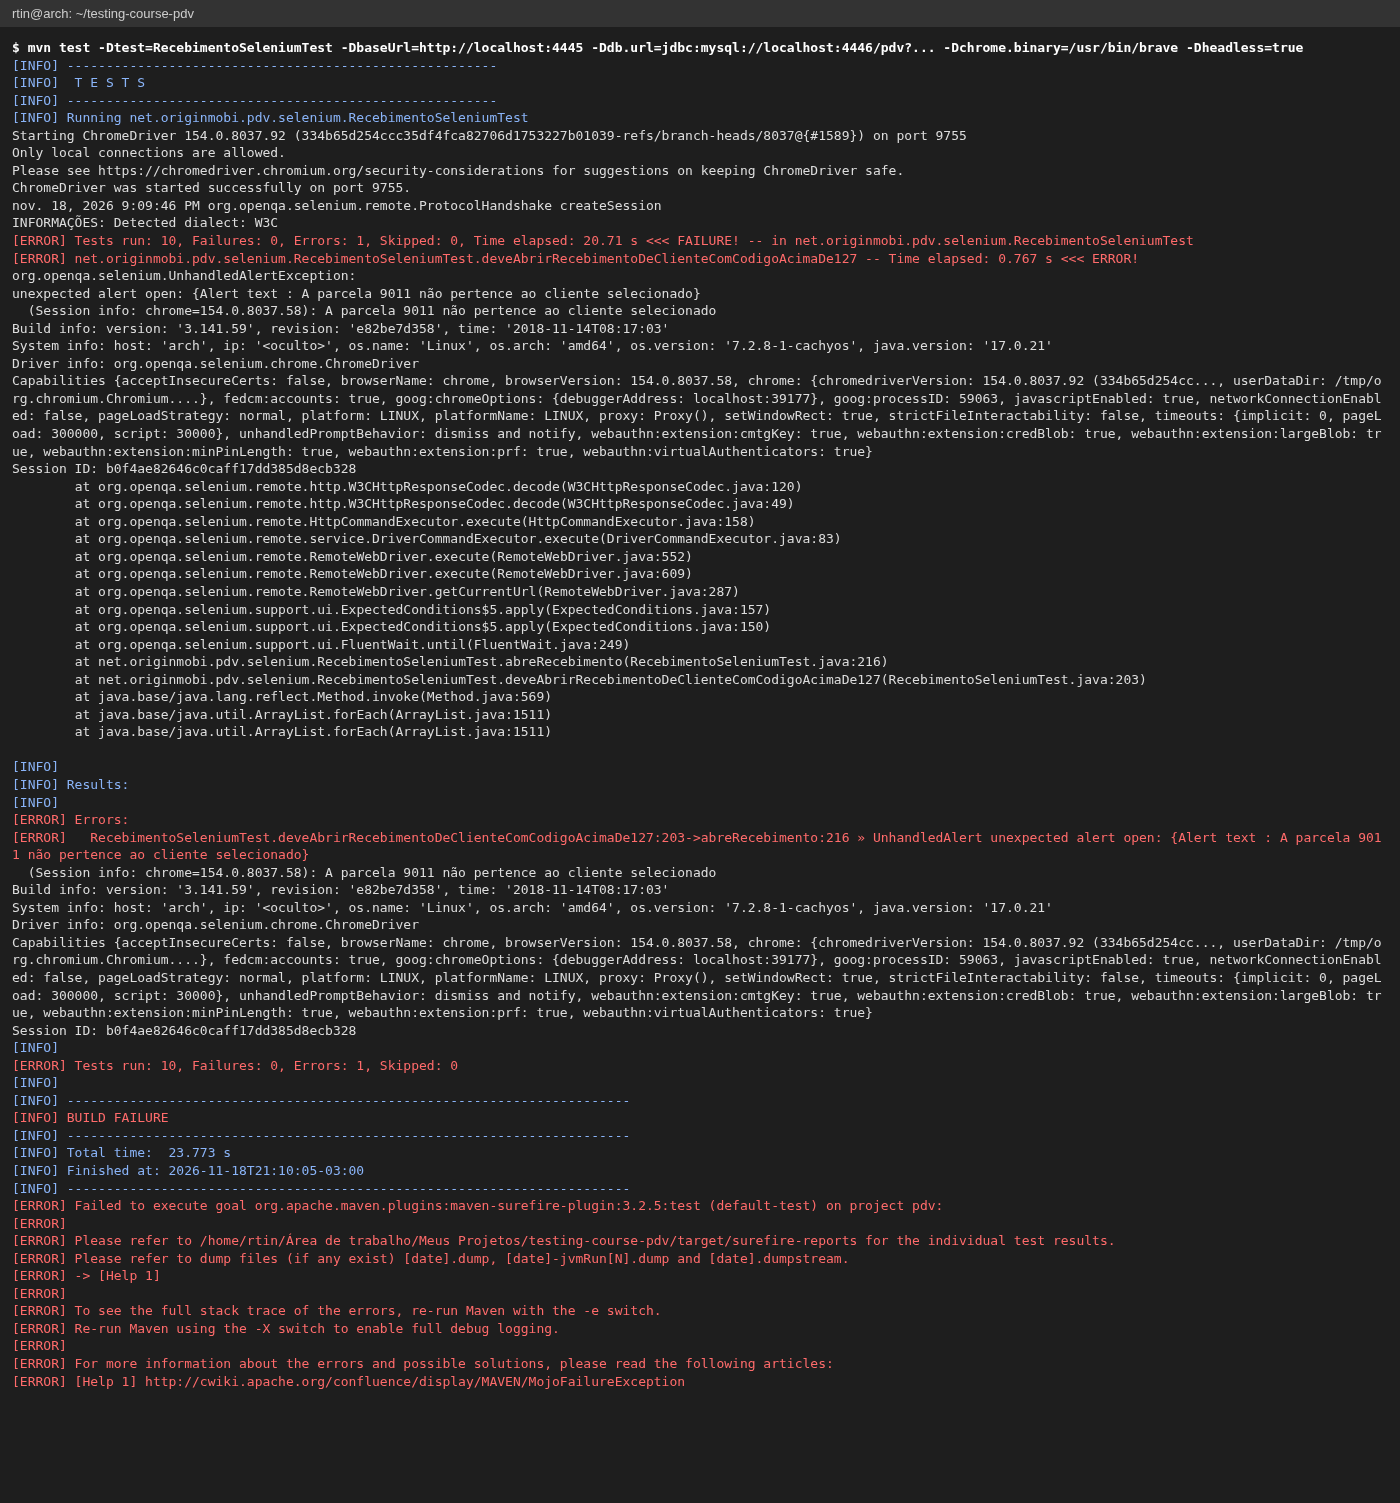 rtin@arch: ~/testing-course-pdv
$ mvn test -Dtest=RecebimentoSeleniumTest -DbaseUrl=http://localhost:4445 -Ddb.url=jdbc:mysql://localhost:4446/pdv?... -Dchrome.binary=/usr/bin/brave -Dheadless=true
[INFO] -------------------------------------------------------
[INFO]  T E S T S
[INFO] -------------------------------------------------------
[INFO] Running net.originmobi.pdv.selenium.RecebimentoSeleniumTest
Starting ChromeDriver 154.0.8037.92 (334b65d254ccc35df4fca82706d1753227b01039-refs/branch-heads/8037@{#1589}) on port 9755
Only local connections are allowed.
Please see https://chromedriver.chromium.org/security-considerations for suggestions on keeping ChromeDriver safe.
ChromeDriver was started successfully on port 9755.
nov. 18, 2026 9:09:46 PM org.openqa.selenium.remote.ProtocolHandshake createSession
INFORMAÇÕES: Detected dialect: W3C
[ERROR] Tests run: 10, Failures: 0, Errors: 1, Skipped: 0, Time elapsed: 20.71 s <<< FAILURE! -- in net.originmobi.pdv.selenium.RecebimentoSeleniumTest
[ERROR] net.originmobi.pdv.selenium.RecebimentoSeleniumTest.deveAbrirRecebimentoDeClienteComCodigoAcimaDe127 -- Time elapsed: 0.767 s <<< ERROR!
org.openqa.selenium.UnhandledAlertException:
unexpected alert open: {Alert text : A parcela 9011 não pertence ao cliente selecionado}
  (Session info: chrome=154.0.8037.58): A parcela 9011 não pertence ao cliente selecionado
Build info: version: '3.141.59', revision: 'e82be7d358', time: '2018-11-14T08:17:03'
System info: host: 'arch', ip: '<oculto>', os.name: 'Linux', os.arch: 'amd64', os.version: '7.2.8-1-cachyos', java.version: '17.0.21'
Driver info: org.openqa.selenium.chrome.ChromeDriver
Capabilities {acceptInsecureCerts: false, browserName: chrome, browserVersion: 154.0.8037.58, chrome: {chromedriverVersion: 154.0.8037.92 (334b65d254cc..., userDataDir: /tmp/o
rg.chromium.Chromium....}, fedcm:accounts: true, goog:chromeOptions: {debuggerAddress: localhost:39177}, goog:processID: 59063, javascriptEnabled: true, networkConnectionEnabl
ed: false, pageLoadStrategy: normal, platform: LINUX, platformName: LINUX, proxy: Proxy(), setWindowRect: true, strictFileInteractability: false, timeouts: {implicit: 0, pageL
oad: 300000, script: 30000}, unhandledPromptBehavior: dismiss and notify, webauthn:extension:cmtgKey: true, webauthn:extension:credBlob: true, webauthn:extension:largeBlob: tr
ue, webauthn:extension:minPinLength: true, webauthn:extension:prf: true, webauthn:virtualAuthenticators: true}
Session ID: b0f4ae82646c0caff17dd385d8ecb328
        at org.openqa.selenium.remote.http.W3CHttpResponseCodec.decode(W3CHttpResponseCodec.java:120)
        at org.openqa.selenium.remote.http.W3CHttpResponseCodec.decode(W3CHttpResponseCodec.java:49)
        at org.openqa.selenium.remote.HttpCommandExecutor.execute(HttpCommandExecutor.java:158)
        at org.openqa.selenium.remote.service.DriverCommandExecutor.execute(DriverCommandExecutor.java:83)
        at org.openqa.selenium.remote.RemoteWebDriver.execute(RemoteWebDriver.java:552)
        at org.openqa.selenium.remote.RemoteWebDriver.execute(RemoteWebDriver.java:609)
        at org.openqa.selenium.remote.RemoteWebDriver.getCurrentUrl(RemoteWebDriver.java:287)
        at org.openqa.selenium.support.ui.ExpectedConditions$5.apply(ExpectedConditions.java:157)
        at org.openqa.selenium.support.ui.ExpectedConditions$5.apply(ExpectedConditions.java:150)
        at org.openqa.selenium.support.ui.FluentWait.until(FluentWait.java:249)
        at net.originmobi.pdv.selenium.RecebimentoSeleniumTest.abreRecebimento(RecebimentoSeleniumTest.java:216)
        at net.originmobi.pdv.selenium.RecebimentoSeleniumTest.deveAbrirRecebimentoDeClienteComCodigoAcimaDe127(RecebimentoSeleniumTest.java:203)
        at java.base/java.lang.reflect.Method.invoke(Method.java:569)
        at java.base/java.util.ArrayList.forEach(ArrayList.java:1511)
        at java.base/java.util.ArrayList.forEach(ArrayList.java:1511)

[INFO]
[INFO] Results:
[INFO]
[ERROR] Errors:
[ERROR]   RecebimentoSeleniumTest.deveAbrirRecebimentoDeClienteComCodigoAcimaDe127:203->abreRecebimento:216 » UnhandledAlert unexpected alert open: {Alert text : A parcela 901
1 não pertence ao cliente selecionado}
  (Session info: chrome=154.0.8037.58): A parcela 9011 não pertence ao cliente selecionado
Build info: version: '3.141.59', revision: 'e82be7d358', time: '2018-11-14T08:17:03'
System info: host: 'arch', ip: '<oculto>', os.name: 'Linux', os.arch: 'amd64', os.version: '7.2.8-1-cachyos', java.version: '17.0.21'
Driver info: org.openqa.selenium.chrome.ChromeDriver
Capabilities {acceptInsecureCerts: false, browserName: chrome, browserVersion: 154.0.8037.58, chrome: {chromedriverVersion: 154.0.8037.92 (334b65d254cc..., userDataDir: /tmp/o
rg.chromium.Chromium....}, fedcm:accounts: true, goog:chromeOptions: {debuggerAddress: localhost:39177}, goog:processID: 59063, javascriptEnabled: true, networkConnectionEnabl
ed: false, pageLoadStrategy: normal, platform: LINUX, platformName: LINUX, proxy: Proxy(), setWindowRect: true, strictFileInteractability: false, timeouts: {implicit: 0, pageL
oad: 300000, script: 30000}, unhandledPromptBehavior: dismiss and notify, webauthn:extension:cmtgKey: true, webauthn:extension:credBlob: true, webauthn:extension:largeBlob: tr
ue, webauthn:extension:minPinLength: true, webauthn:extension:prf: true, webauthn:virtualAuthenticators: true}
Session ID: b0f4ae82646c0caff17dd385d8ecb328
[INFO]
[ERROR] Tests run: 10, Failures: 0, Errors: 1, Skipped: 0
[INFO]
[INFO] ------------------------------------------------------------------------
[INFO] BUILD FAILURE
[INFO] ------------------------------------------------------------------------
[INFO] Total time:  23.773 s
[INFO] Finished at: 2026-11-18T21:10:05-03:00
[INFO] ------------------------------------------------------------------------
[ERROR] Failed to execute goal org.apache.maven.plugins:maven-surefire-plugin:3.2.5:test (default-test) on project pdv:
[ERROR]
[ERROR] Please refer to /home/rtin/Área de trabalho/Meus Projetos/testing-course-pdv/target/surefire-reports for the individual test results.
[ERROR] Please refer to dump files (if any exist) [date].dump, [date]-jvmRun[N].dump and [date].dumpstream.
[ERROR] -> [Help 1]
[ERROR]
[ERROR] To see the full stack trace of the errors, re-run Maven with the -e switch.
[ERROR] Re-run Maven using the -X switch to enable full debug logging.
[ERROR]
[ERROR] For more information about the errors and possible solutions, please read the following articles:
[ERROR] [Help 1] http://cwiki.apache.org/confluence/display/MAVEN/MojoFailureException